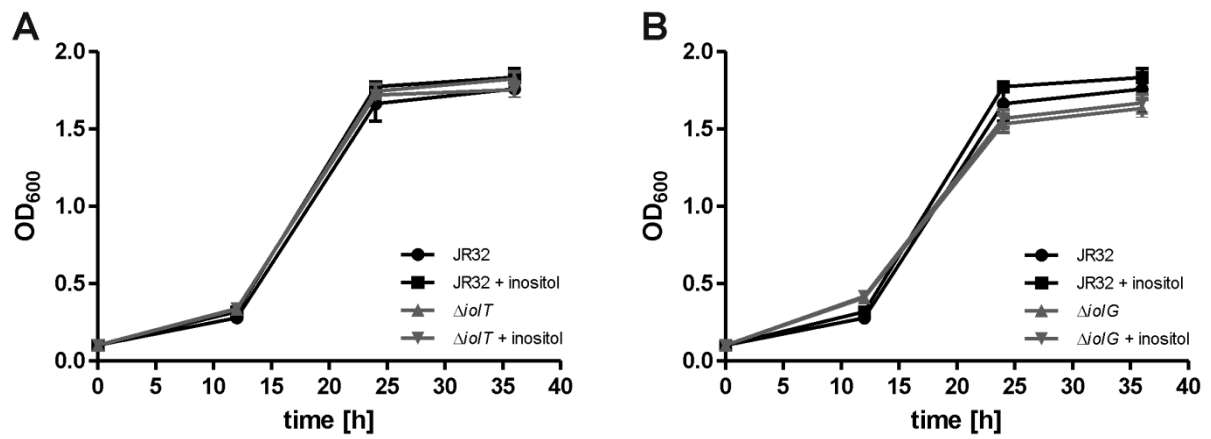 A
2.0
1.5
1.0
0.5
0.0
OD600
0 5 10 15 20 25 30 35 40
time [h]
JR32
JR32 + inositol
ΔiolT
ΔiolT + inositol
B
2.0
1.5
1.0
0.5
0.0
OD600
0 5 10 15 20 25 30 35 40
time [h]
JR32
JR32 + inositol
ΔiolG
ΔiolG + inositol